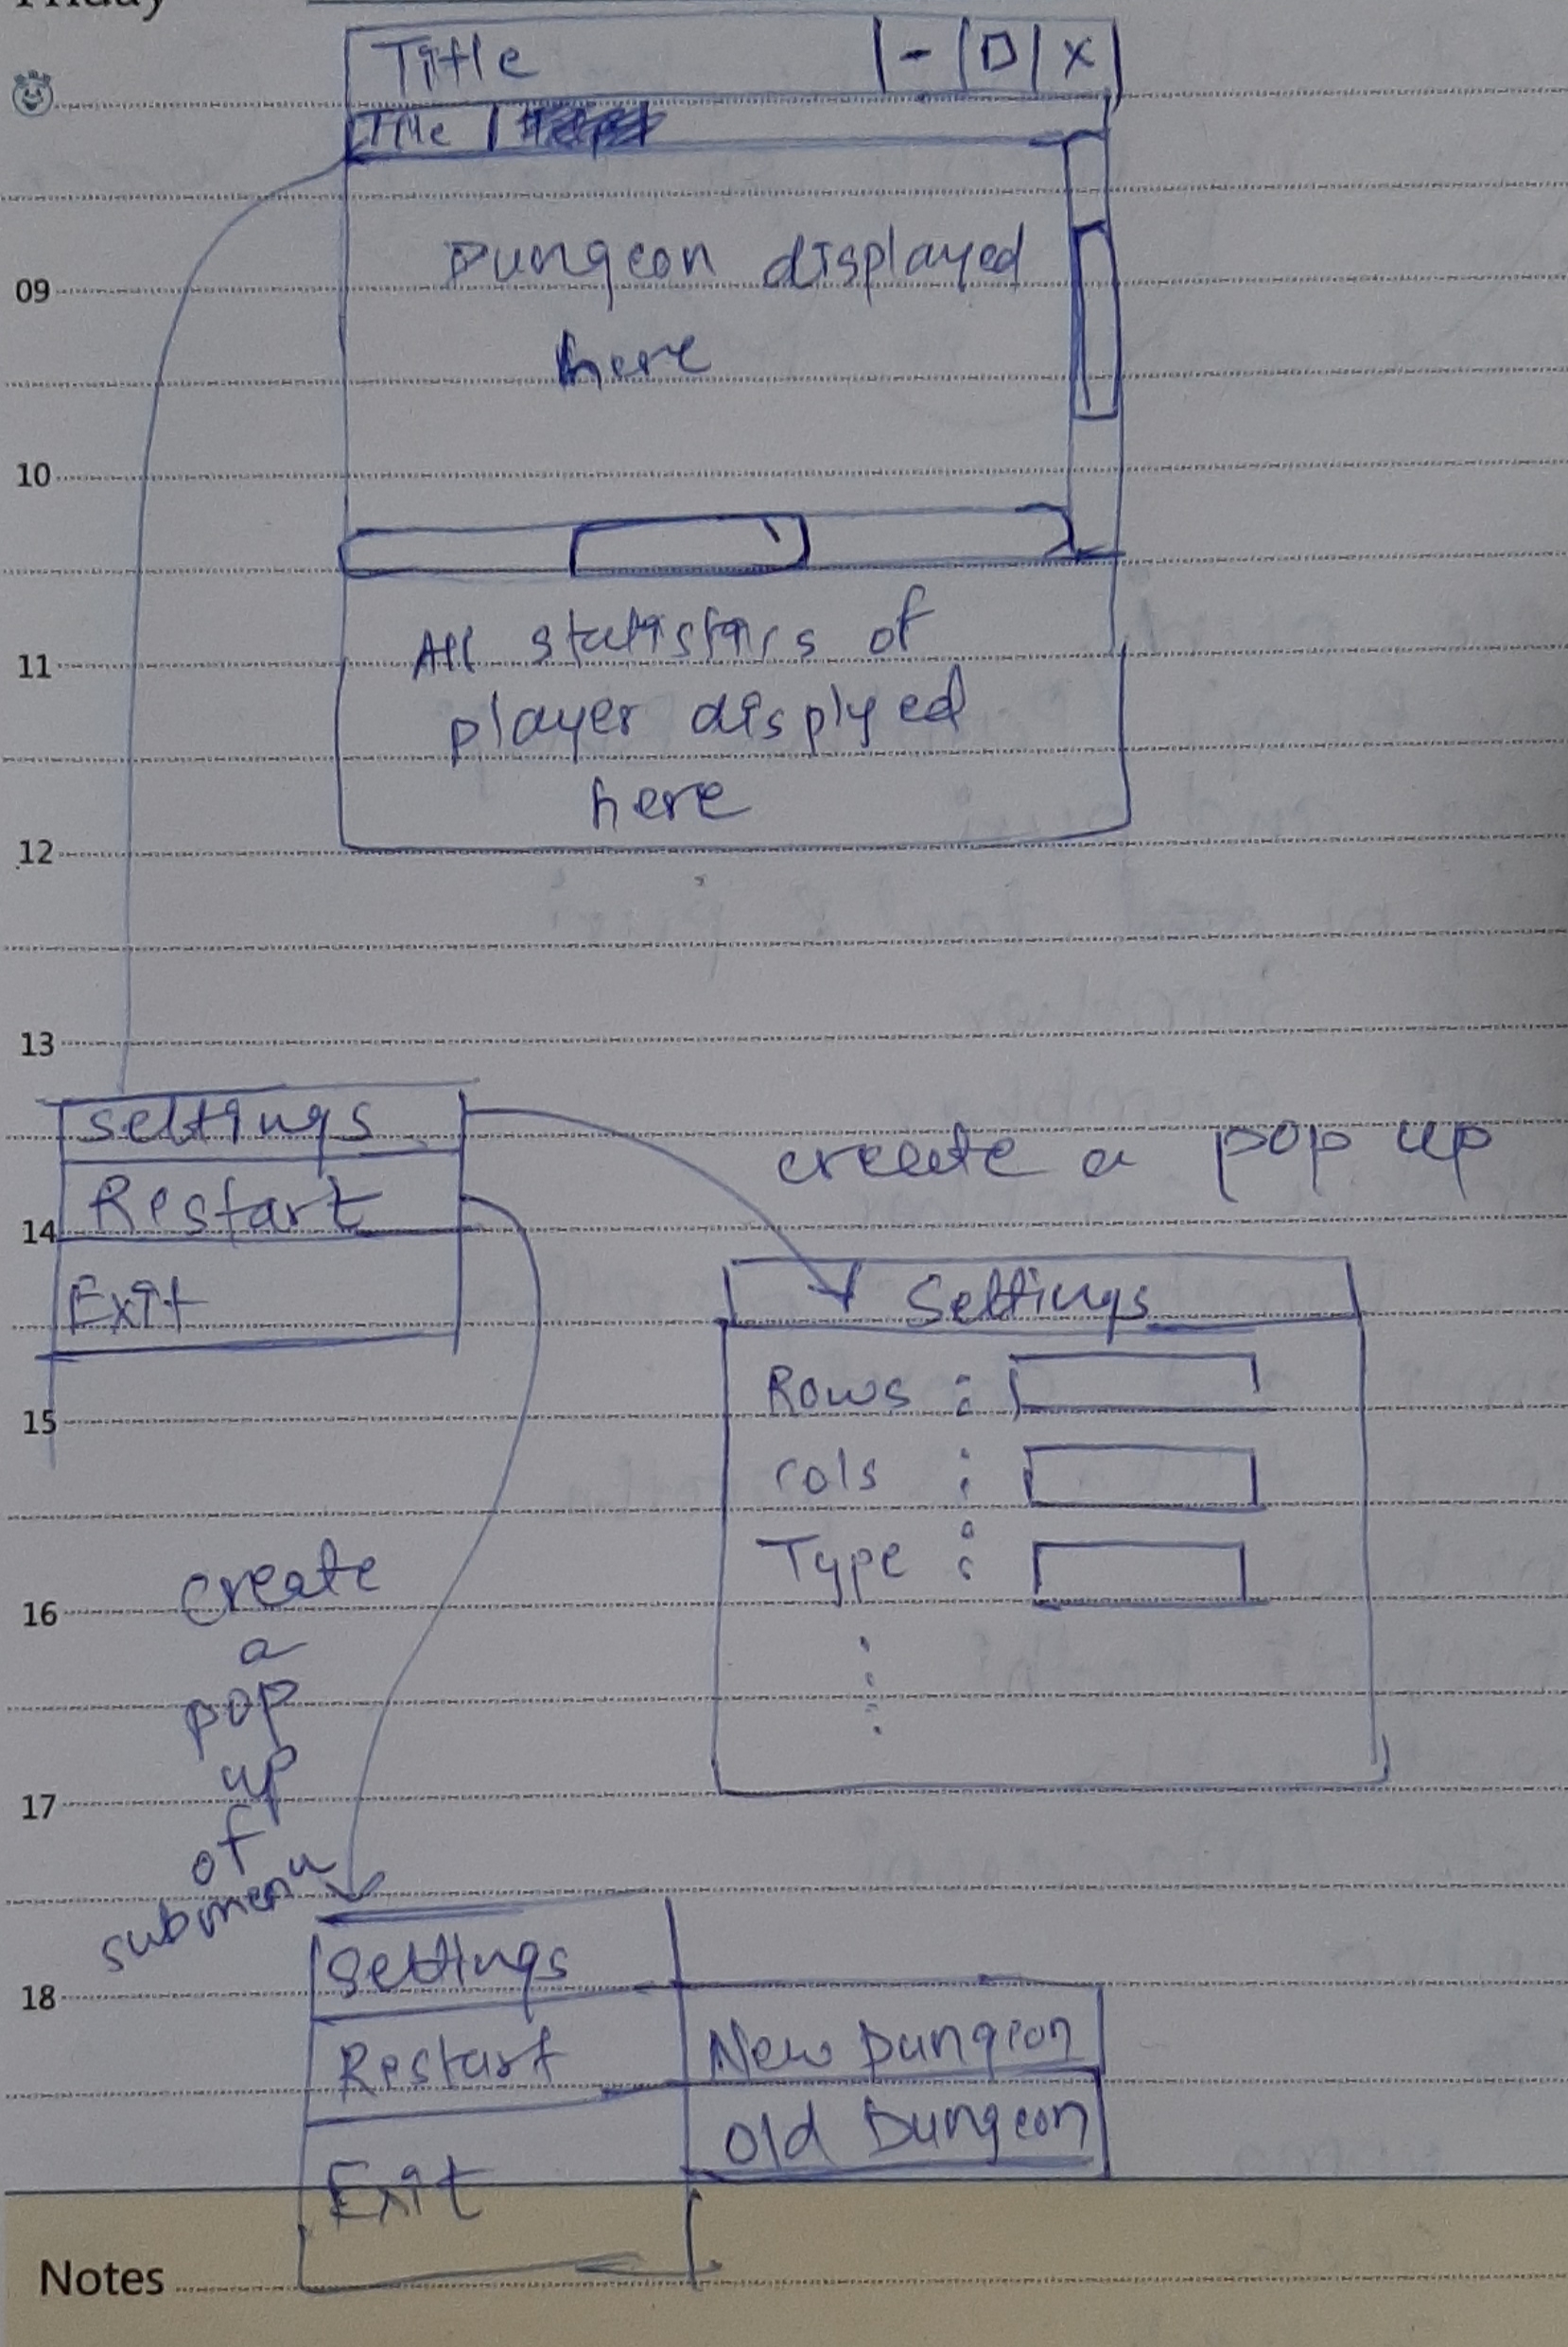 Friday
Title | - | □ | X
Title |
Dungeon displayed
here
All statistics of
player displyed
here
09
10
11
12
13
14
15
16
17
18
settings
Restart
Exit
create a pop up
Settings
Rows :
cols :
Type :
create
a
pop
up
of
submenu
Settings
Restart
Exit
New Dungeon
Old Dungeon
Notes